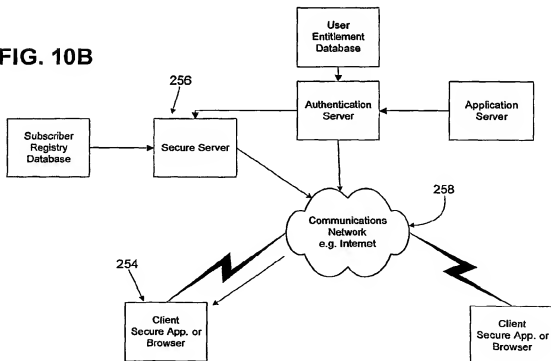 FIG. 10B
User
Entitlement
Database
256
Authentication
Server
Application
Server
Subscriber
Registry
Database
Secure Server
258
Communications
Network
e.g. Internet
254
Client
Secure App. or
Browser
Client
Secure App. or
Browser